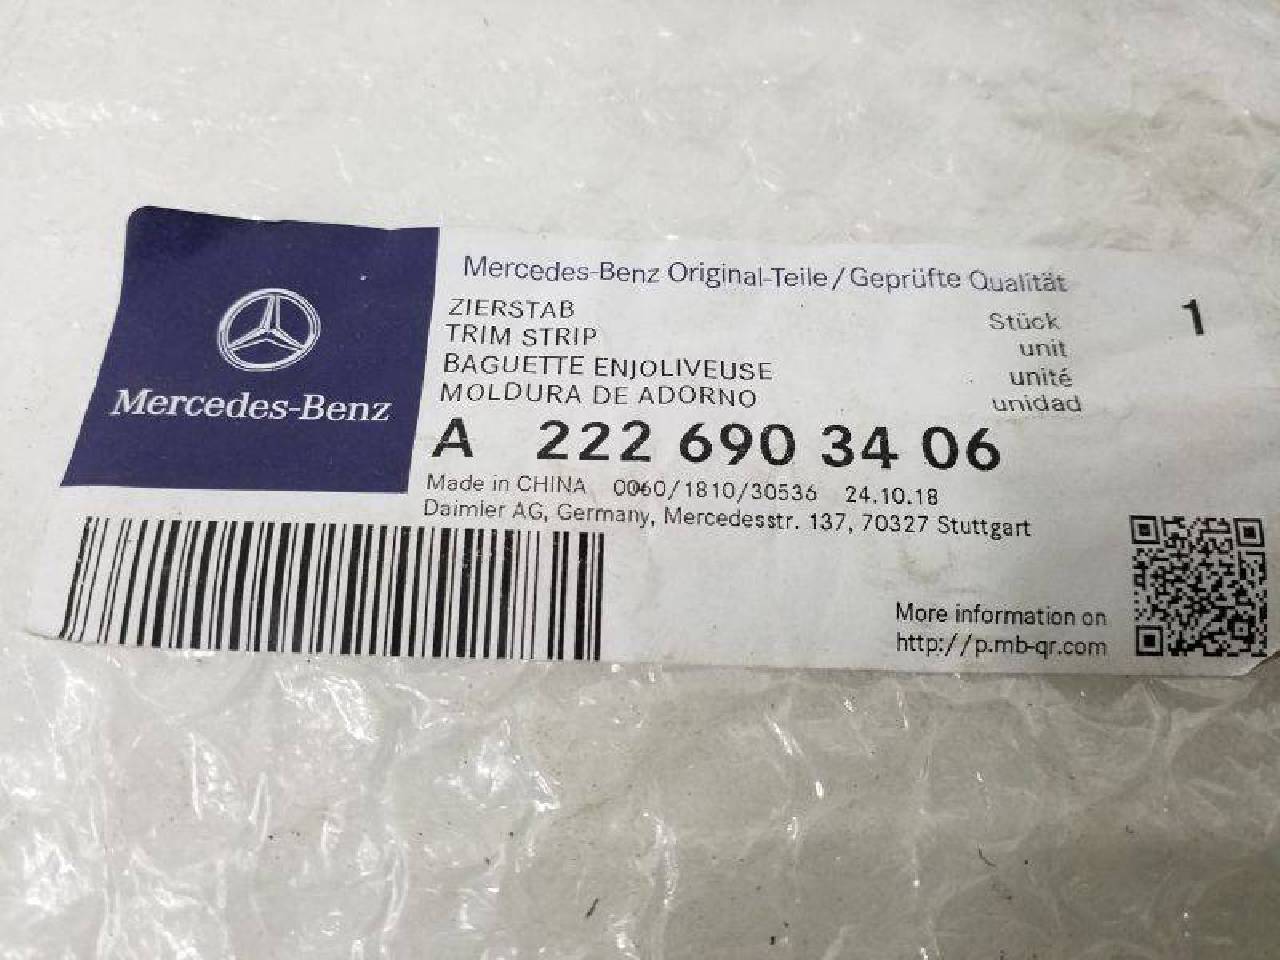 Mercedes-Benz
Mercedes-Benz Original-Teile/Geprüfte Qualität
ZIERSTAB
TRIM STRIP
BAGUETTE ENJOLIVEUSE
MOLDURA DE ADORNO
Stück 1
unit
unité
unidad
A 222 690 34 06
Made in CHINA 0060/1810/30536 24.10.18
Daimler AG, Germany, Mercedesstr. 137, 70327 Stuttgart
More information on
http://p.mb-qr.com